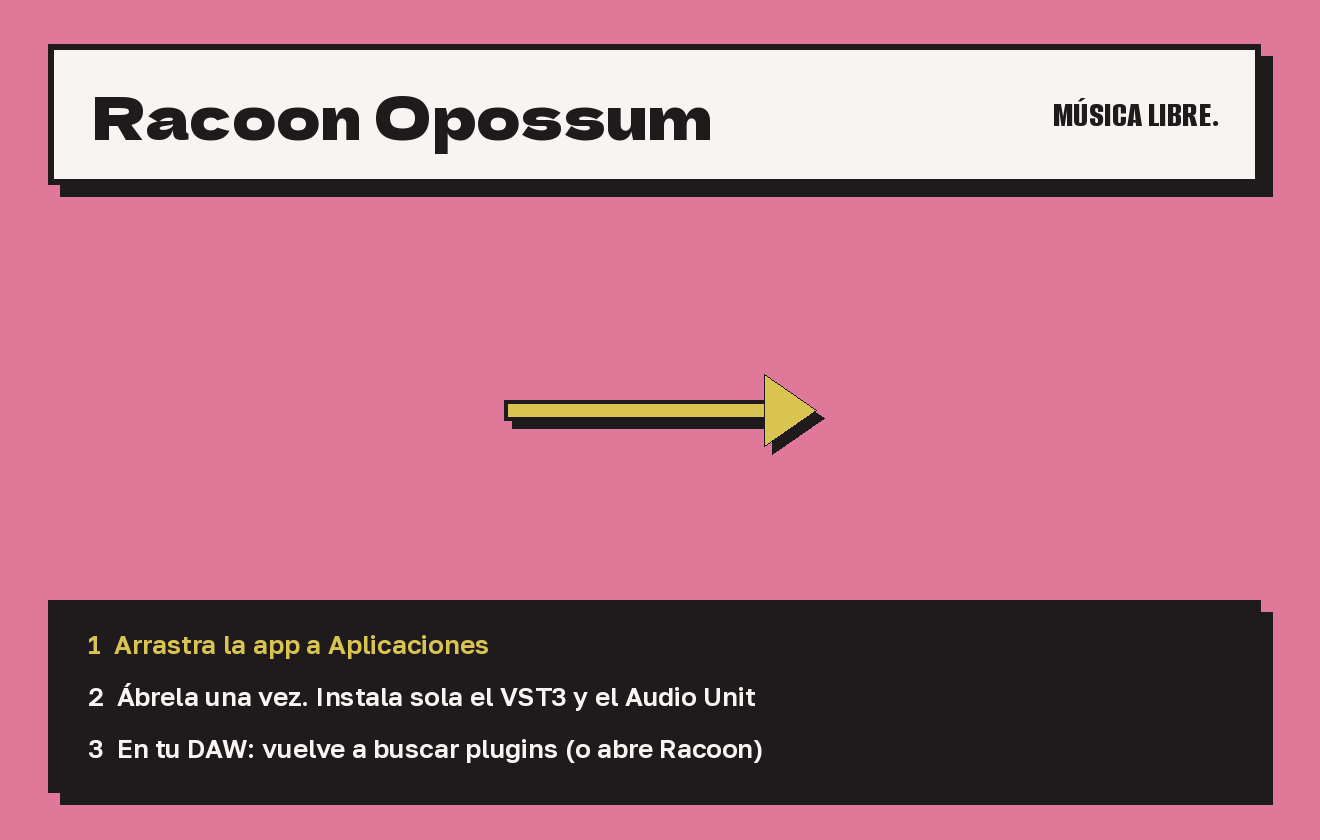 Racoon Opossum
MÚSICA LIBRE.
1 Arrastra la app a Aplicaciones
2 Ábrela una vez. Instala sola el VST3 y el Audio Unit
3 En tu DAW: vuelve a buscar plugins (o abre Racoon)